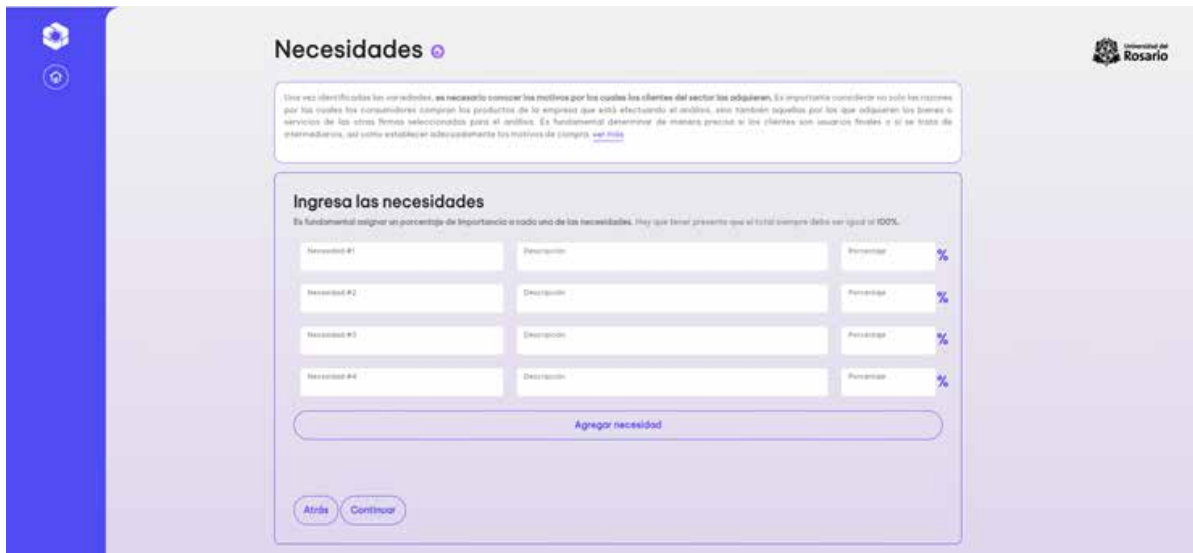 Necesidades
Universidad del
Rosario
Una vez identificadas las variedades, es necesario conocer los motivos por los cuales los clientes del sector las adquieren. Es importante considerar no solo las razones
por las cuales los consumidores compran los productos de la empresa que está efectuando el análisis, sino también aquellas por las que adquieren los bienes o
servicios de las otras firmas seleccionadas para el análisis. Es fundamental determinar de manera precisa si los clientes son usuarios finales o si se trata de
intermediarios, así como establecer adecuadamente los motivos de compra. ver más
Ingresa las necesidades
Es fundamental asignar un porcentaje de importancia a cada una de las necesidades. Hay que tener presente que el total siempre debe ser igual al 100%.
Necesidad #1 Descripción Porcentaje %
Necesidad #2 Descripción Porcentaje %
Necesidad #3 Descripción Porcentaje %
Necesidad #4 Descripción Porcentaje %
Agregar necesidad
Atrás Continuar